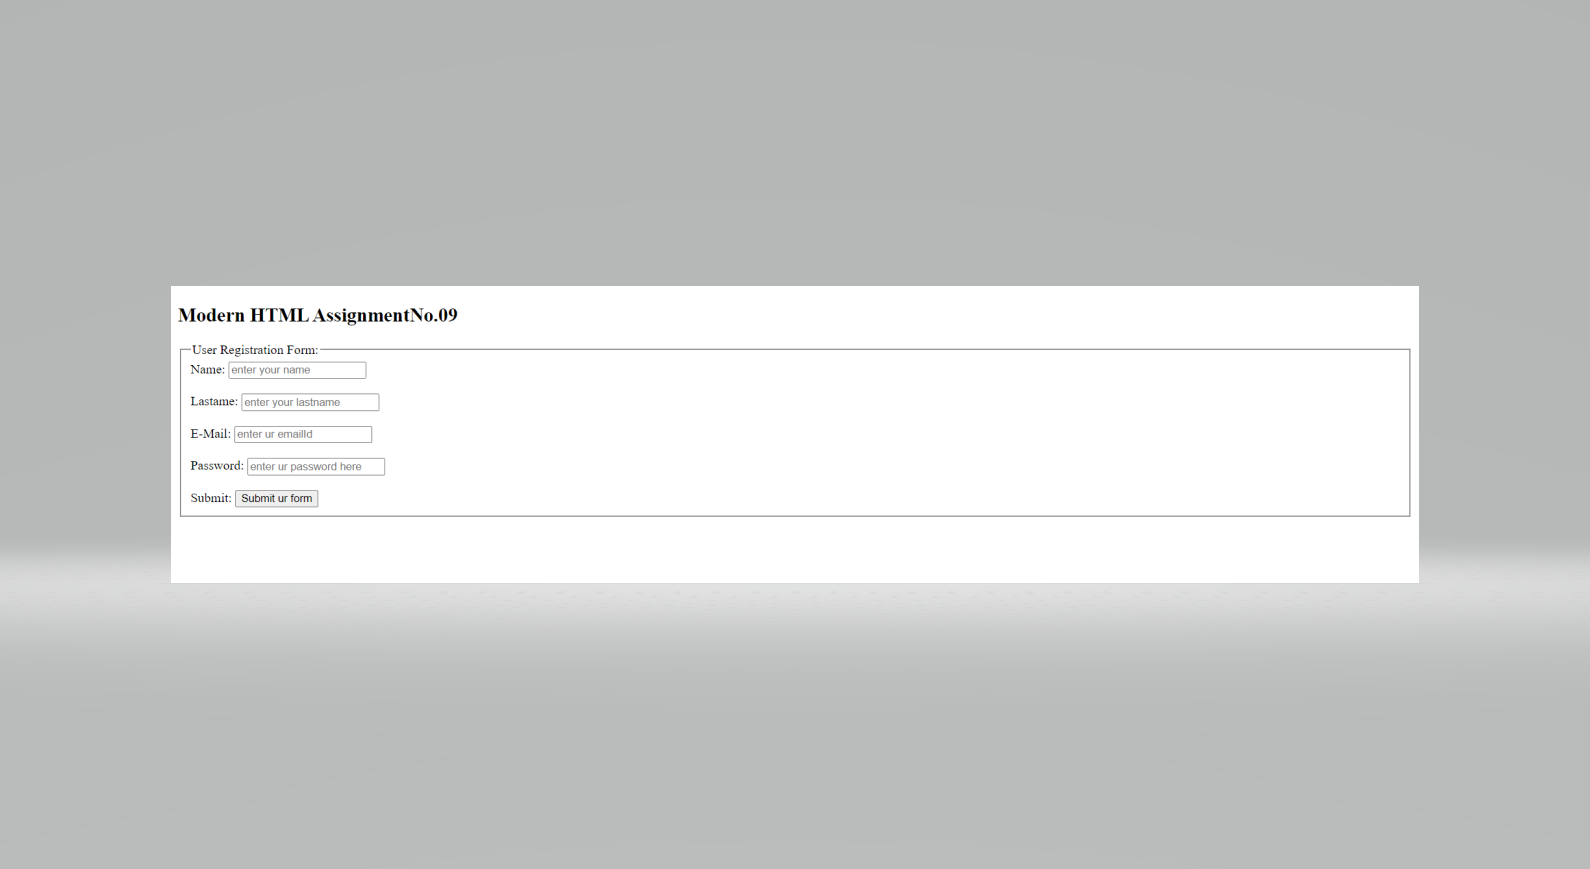 Modern HTML AssignmentNo.09
User Registration Form:
Name: enter your name
Lastame: enter your lastname
E-Mail: enter ur emailId
Password: enter ur password here
Submit: Submit ur form